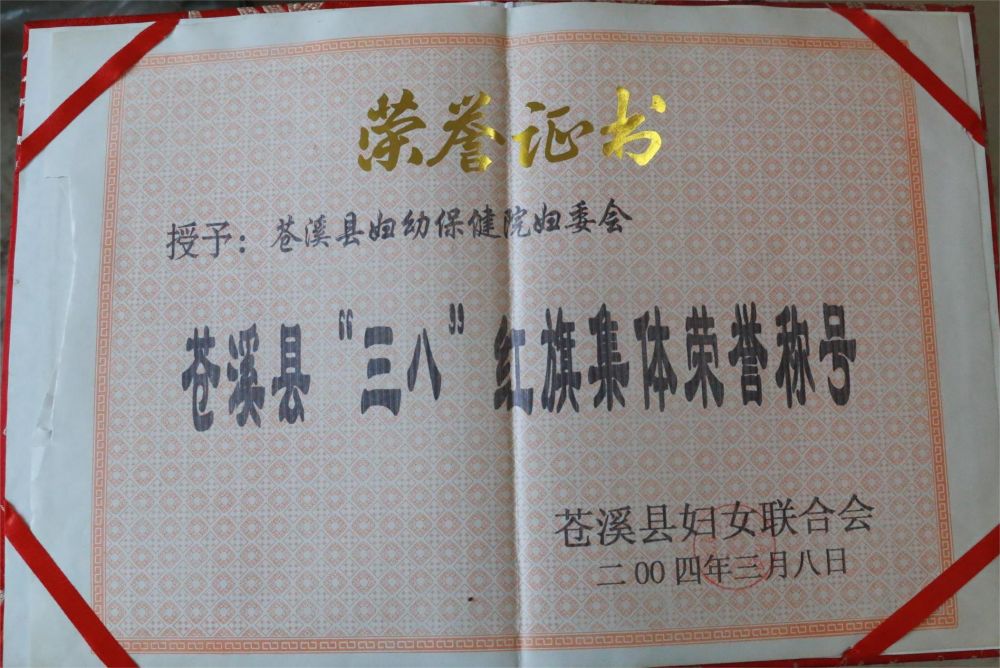 荣誉证书
授予：苍溪县妇幼保健院妇委会
苍溪县“三八”红旗集体荣誉称号
苍溪县妇女联合会
二00四年三月八日